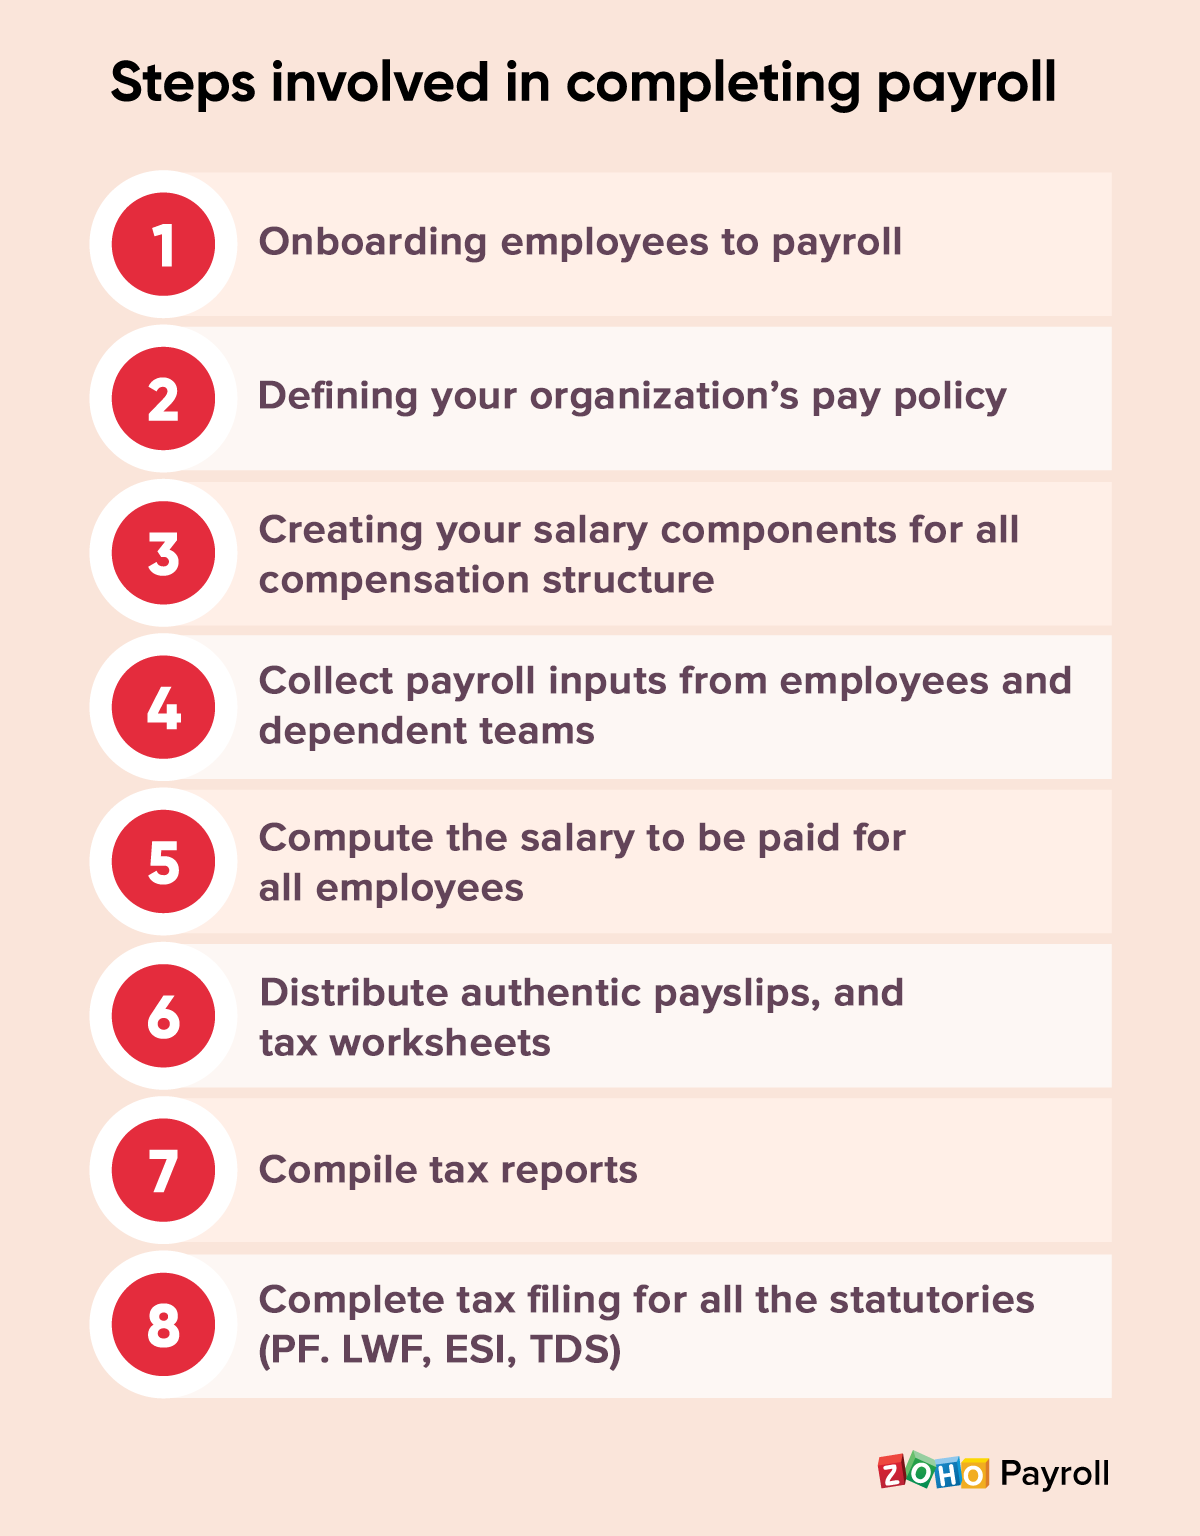 Steps involved in completing payroll
1
Onboarding employees to payroll
2
Defining your organization’s pay policy
3
Creating your salary components for all
compensation structure
4
Collect payroll inputs from employees and
dependent teams
5
Compute the salary to be paid for
all employees
6
Distribute authentic payslips, and
tax worksheets
7
Compile tax reports
8
Complete tax filing for all the statutories
(PF. LWF, ESI, TDS)
ZOHO Payroll